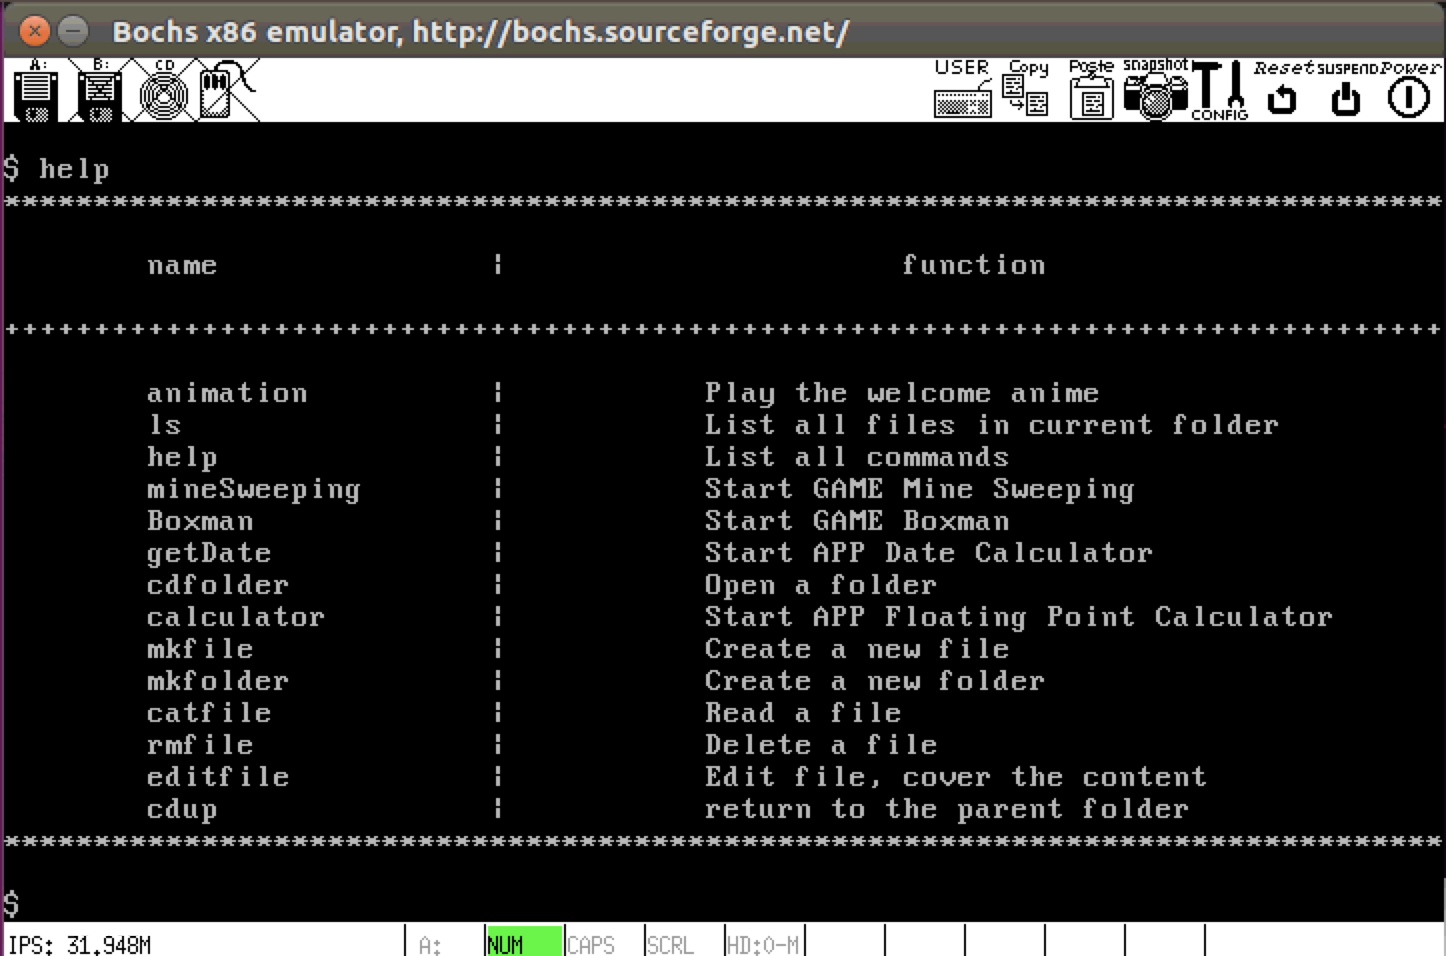 Bochs x86 emulator, http://bochs.sourceforge.net/
A: B: CD USER Copy Paste snapshot CONFIG Reset SUSPEND Power
$ help
********************************************************************************
name ¦ function
++++++++++++++++++++++++++++++++++++++++++++++++++++++++++++++++++++++++++++++++
animation ¦ Play the welcome anime
ls ¦ List all files in current folder
help ¦ List all commands
mineSweeping ¦ Start GAME Mine Sweeping
Boxman ¦ Start GAME Boxman
getDate ¦ Start APP Date Calculator
cdfolder ¦ Open a folder
calculator ¦ Start APP Floating Point Calculator
mkfile ¦ Create a new file
mkfolder ¦ Create a new folder
catfile ¦ Read a file
rmfile ¦ Delete a file
editfile ¦ Edit file, cover the content
cdup ¦ return to the parent folder
********************************************************************************
$
IPS: 31.948M A: NUM CAPS SCRL HD:0-M